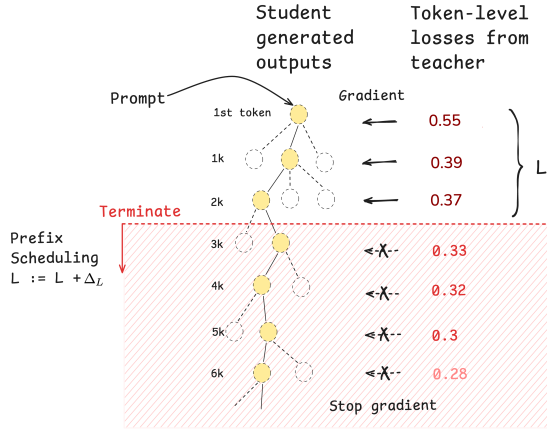 Student
generated
outputs
Token-level
losses from
teacher
Prompt
Gradient
1st token
0.55
1k
0.39
L
2k
0.37
Terminate
Prefix
Scheduling
L := L + Δ_L
3k
0.33
4k
0.32
5k
0.3
6k
0.28
Stop gradient